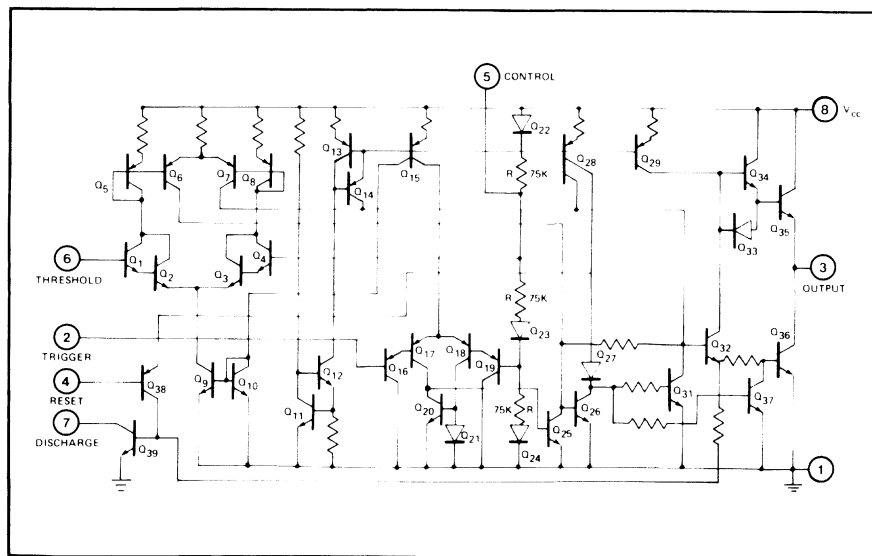 5 CONTROL
8 Vcc
Q22
Q13
Q28
Q29
Q5
Q6
Q7
Q8
Q14
Q15
R 75K
Q34
Q35
Q33
6
THRESHOLD
Q1
Q2
Q3
Q4
3
OUTPUT
R 75K
Q23
2
TRIGGER
Q16
Q17
Q18
Q19
Q27
Q32
Q36
4
RESET
Q38
Q9
Q10
Q12
Q11
Q20
Q21
75K R
Q31
Q37
7
DISCHARGE
Q39
Q25
Q26
Q24
1